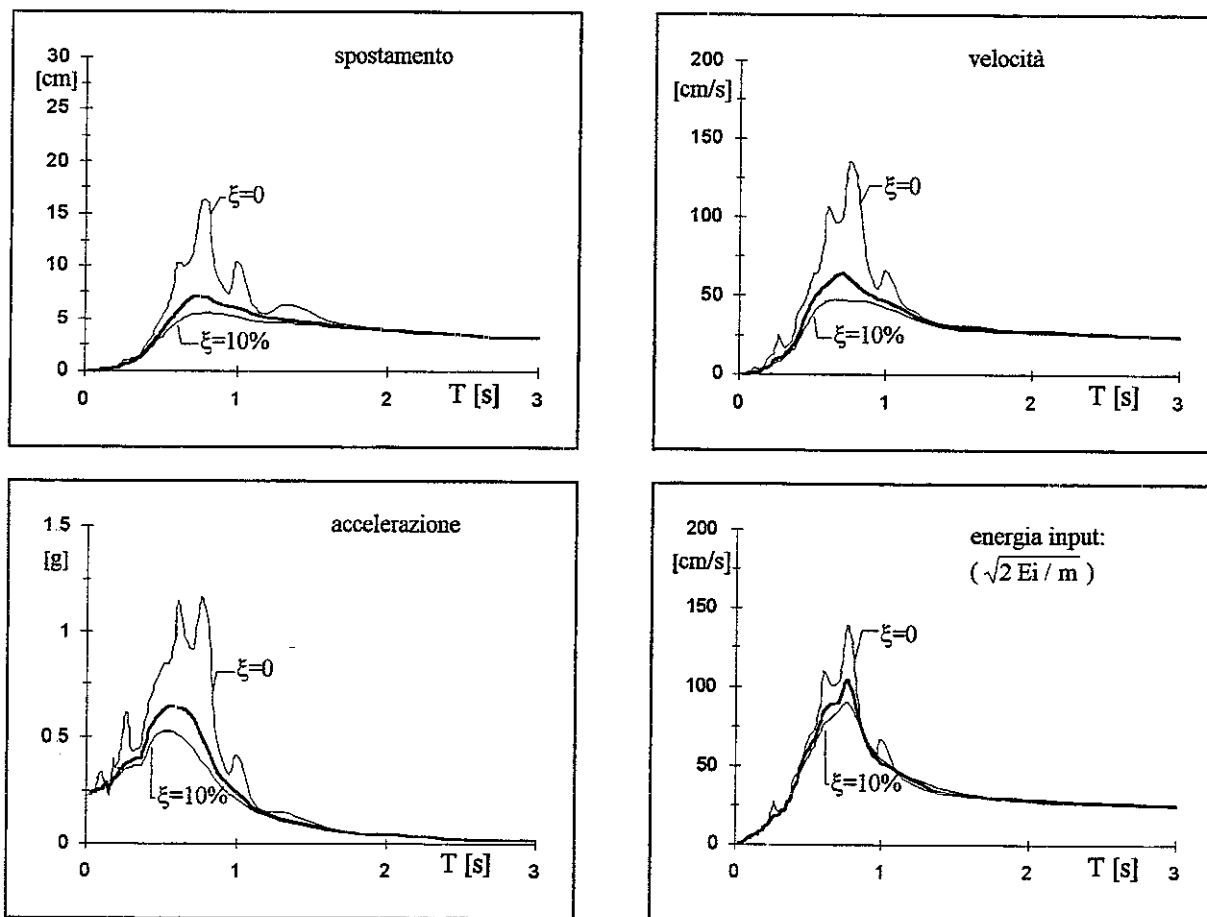 30
[cm]
25
20
15
10
5
0
spostamento
ξ=0
ξ=10%
0 1 2 3
T [s]
200
[cm/s]
150
100
50
0
velocità
ξ=0
ξ=10%
0 1 2 3
T [s]
1.5
[g]
1
0.5
0
accelerazione
ξ=0
ξ=10%
0 1 2 3
T [s]
200
[cm/s]
150
100
50
0
energia input:
( √2 Ei / m )
ξ=0
ξ=10%
0 1 2 3
T [s]